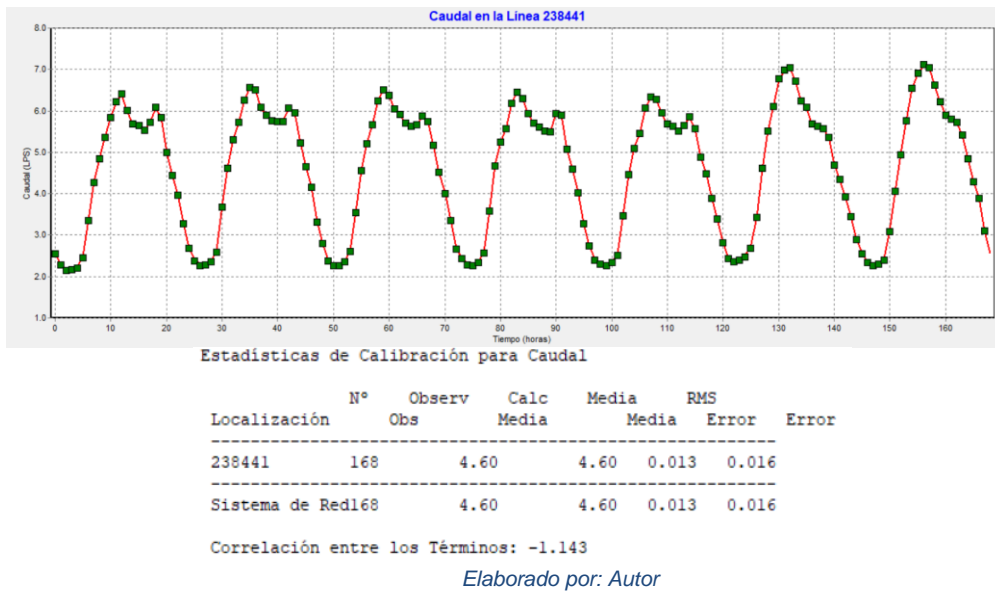 Caudal en la Línea 238441
8.0
7.0
6.0
5.0
4.0
3.0
2.0
1.0
Caudal (LPS)
0 10 20 30 40 50 60 70 80 90 100 110 120 130 140 150 160
Tiempo (horas)
Estadísticas de Calibración para Caudal
N° Observ Calc Media RMS
Localización Obs Media Media Error Error
238441 168 4.60 4.60 0.013 0.016
Sistema de Red168 4.60 4.60 0.013 0.016
Correlación entre los Términos: -1.143
Elaborado por: Autor